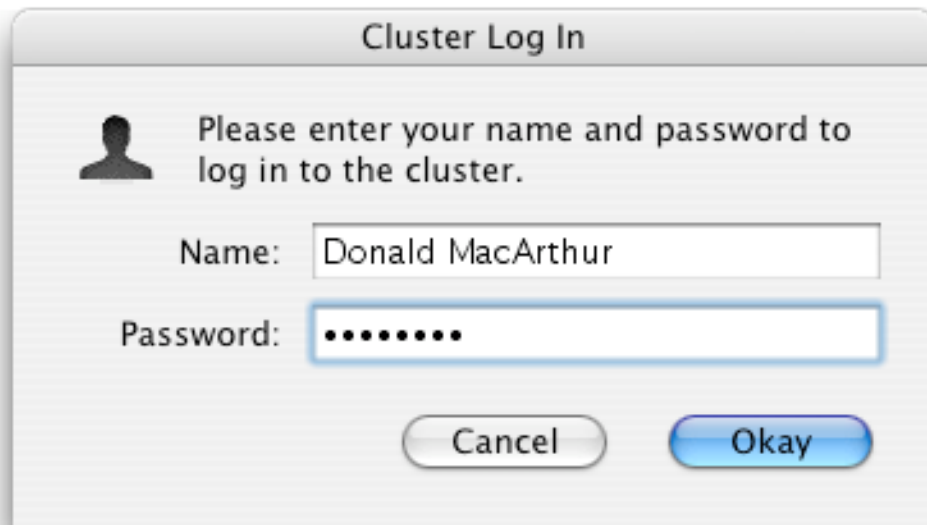 Cluster Log In
Please enter your name and password to
log in to the cluster.
Name: Donald MacArthur
Password: ••••••••
Cancel Okay